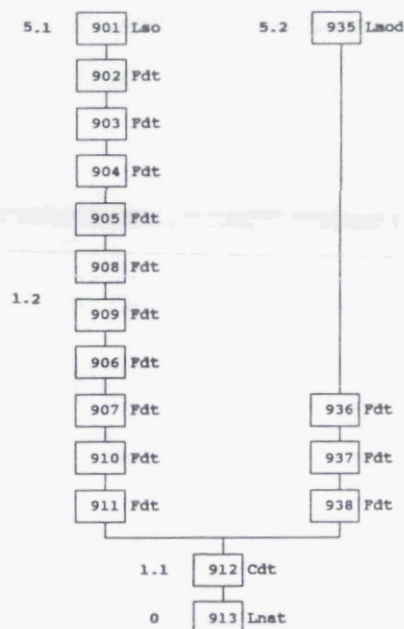 5.1 901 Lso 5.2 935 Lmod
902 Fdt
903 Fdt
904 Fdt
905 Fdt
908 Fdt
1.2
909 Fdt
906 Fdt
907 Fdt 936 Fdt
910 Fdt 937 Fdt
911 Fdt 938 Fdt
1.1 912 Cdt
0 913 Lnat